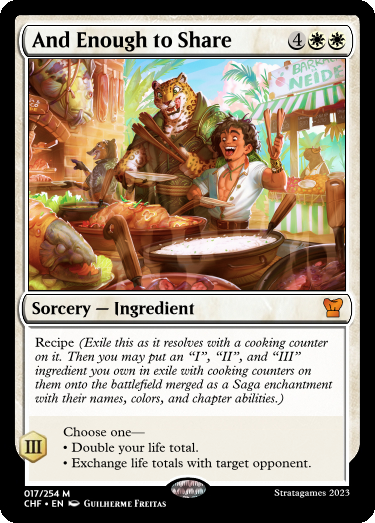 And Enough to Share 4
BARRACA
NEIDE
Sorcery — Ingredient
Recipe (Exile this as it resolves with a cooking counter
on it. Then you may put an “I”, “II”, and “III”
ingredient you own in exile with cooking counters on
them onto the battlefield merged as a Saga enchantment
with their names, colors, and chapter abilities.)
III
Choose one—
• Double your life total.
• Exchange life totals with target opponent.
017/254 M
CHF • EN Guilherme Freitas
Stratagames 2023